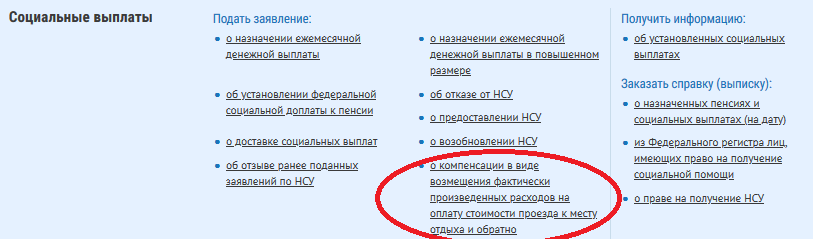 Социальные выплаты
Подать заявление:
о назначении ежемесячной
денежной выплаты
об установлении федеральной
социальной доплаты к пенсии
о доставке социальных выплат
об отзыве ранее поданных
заявлений по НСУ
о назначении ежемесячной
денежной выплаты в повышенном
размере
об отказе от НСУ
о предоставлении НСУ
о возобновлении НСУ
о компенсации в виде
возмещения фактически
произведенных расходов на
оплату стоимости проезда к месту
отдыха и обратно
Получить информацию:
об установленных социальных
выплатах
Заказать справку (выписку):
о назначенных пенсиях и
социальных выплатах (на дату)
из Федерального регистра лиц,
имеющих право на получение
социальной помощи
о праве на получение НСУ